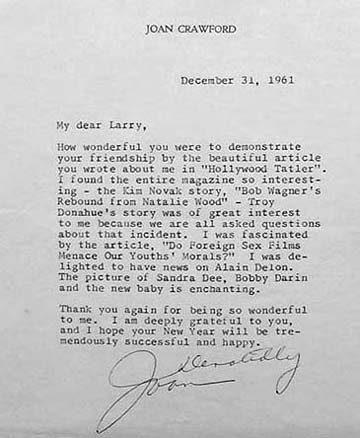 JOAN CRAWFORD
December 31, 1961
My dear Larry,
How wonderful you were to demonstrate
your friendship by the beautiful article
you wrote about me in "Hollywood Tatler".
I found the entire magazine so interest-
ing - the Kim Novak story, "Bob Wagner's
Rebound from Natalie Wood" - Troy
Donahue's story was of great interest
to me because we are all asked questions
about that incident.  I was fascinated
by the article, "Do Foreign Sex Films
Menace Our Youths' Morals?"  I was de-
lighted to have news on Alain Delon.
The picture of Sandra Dee, Bobby Darin
and the new baby is enchanting.
Thank you again for being so wonderful
to me.  I am deeply grateful to you,
and I hope your New Year will be tre-
mendously successful and happy.
Devotedly
Joan